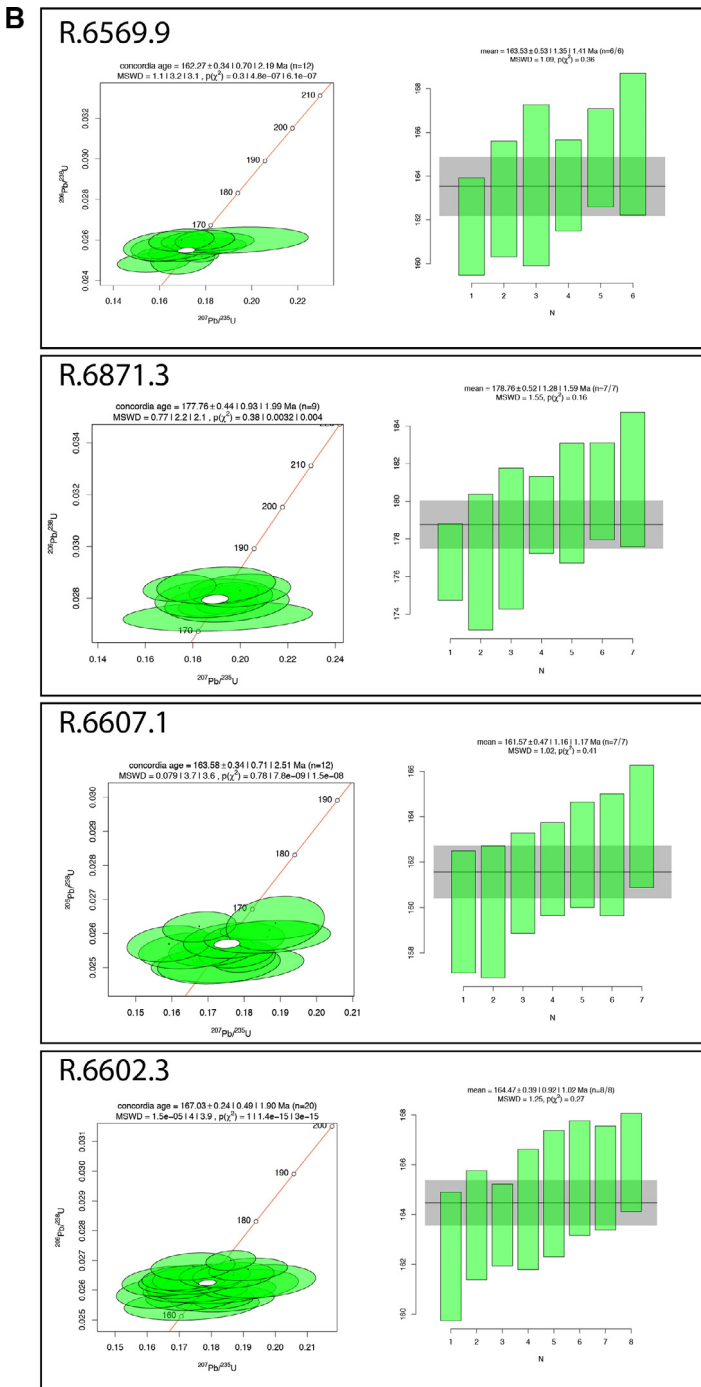 B
R.6569.9
concordia age = 162.27 ± 0.34 | 0.70 | 2.19 Ma (n=12)
MSWD = 1.1 | 3.2 | 3.1 , p(χ²) = 0.3 | 4.8e−07 | 6.1e−07
0.024 0.026 0.028 0.030 0.032
²⁰⁶Pb/²³⁸U
170 180 190 200 210
0.14 0.16 0.18 0.20 0.22
²⁰⁷Pb/²³⁵U
mean = 163.53 ± 0.53 | 1.35 | 1.41 Ma (n=6/6)
MSWD = 1.09, p(χ²) = 0.36
160 162 164 166 168
1 2 3 4 5 6
N
R.6871.3
concordia age = 177.76 ± 0.44 | 0.93 | 1.99 Ma (n=9)
MSWD = 0.77 | 2.2 | 2.1 , p(χ²) = 0.38 | 0.0032 | 0.004
0.028 0.030 0.032 0.034
²⁰⁶Pb/²³⁸U
170 190 200 210
0.14 0.16 0.18 0.20 0.22 0.24
²⁰⁷Pb/²³⁵U
mean = 178.76 ± 0.52 | 1.28 | 1.59 Ma (n=7/7)
MSWD = 1.55, p(χ²) = 0.16
174 176 178 180 182 184
1 2 3 4 5 6 7
N
R.6607.1
concordia age = 163.58 ± 0.34 | 0.71 | 2.51 Ma (n=12)
MSWD = 0.079 | 3.7 | 3.6 , p(χ²) = 0.78 | 7.8e−09 | 1.5e−08
0.025 0.026 0.027 0.028 0.029 0.030
²⁰⁶Pb/²³⁸U
170 180 190
0.15 0.16 0.17 0.18 0.19 0.20 0.21
²⁰⁷Pb/²³⁵U
mean = 161.57 ± 0.47 | 1.16 | 1.17 Ma (n=7/7)
MSWD = 1.02, p(χ²) = 0.41
158 160 162 164 166
1 2 3 4 5 6 7
N
R.6602.3
concordia age = 167.03 ± 0.24 | 0.49 | 1.90 Ma (n=20)
MSWD = 1.5e−05 | 4 | 3.9 , p(χ²) = 1 | 1.4e−15 | 3e−15
0.025 0.026 0.027 0.028 0.029 0.030 0.031
²⁰⁶Pb/²³⁸U
160 180 190 200
0.15 0.16 0.17 0.18 0.19 0.20 0.21
²⁰⁷Pb/²³⁵U
mean = 164.47 ± 0.39 | 0.92 | 1.02 Ma (n=8/8)
MSWD = 1.25, p(χ²) = 0.27
160 162 164 166 168
1 2 3 4 5 6 7 8
N